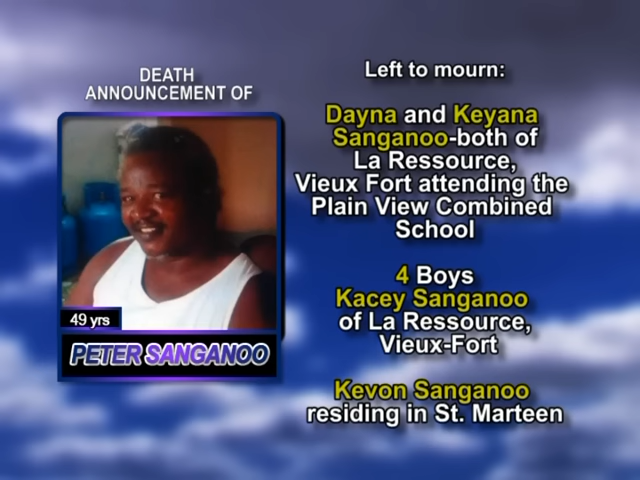 DEATH
ANNOUNCEMENT OF
49 yrs
PETER SANGANOO
Left to mourn:
Dayna and Keyana
Sanganoo-both of
La Ressource,
Vieux Fort attending the
Plain View Combined
School
4 Boys
Kacey Sanganoo
of La Ressource,
Vieux-Fort
Kevon Sanganoo
residing in St. Marteen